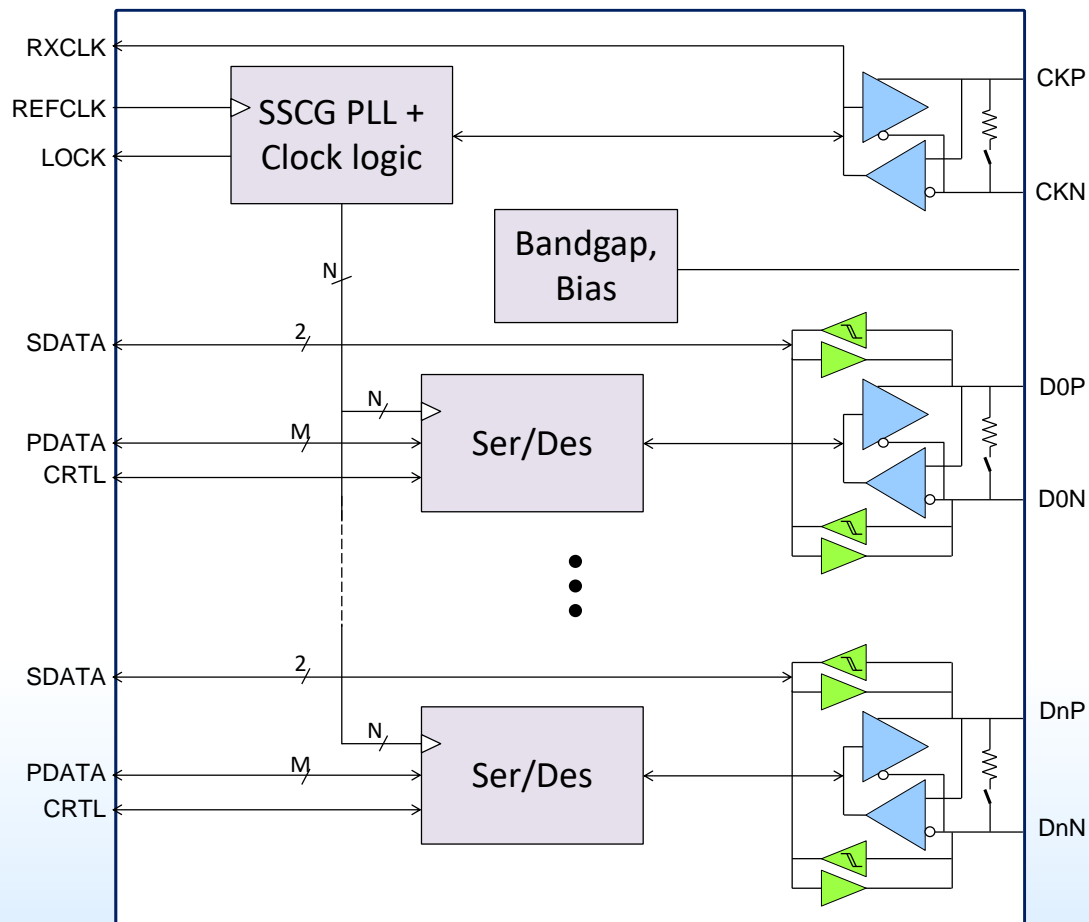 RXCLK
REFCLK
LOCK
SSCG PLL +
Clock logic
CKP
CKN
Bandgap,
Bias
N
SDATA
2
D0P
N
PDATA
M
CRTL
Ser/Des
D0N
SDATA
2
DnP
N
PDATA
M
CRTL
Ser/Des
DnN